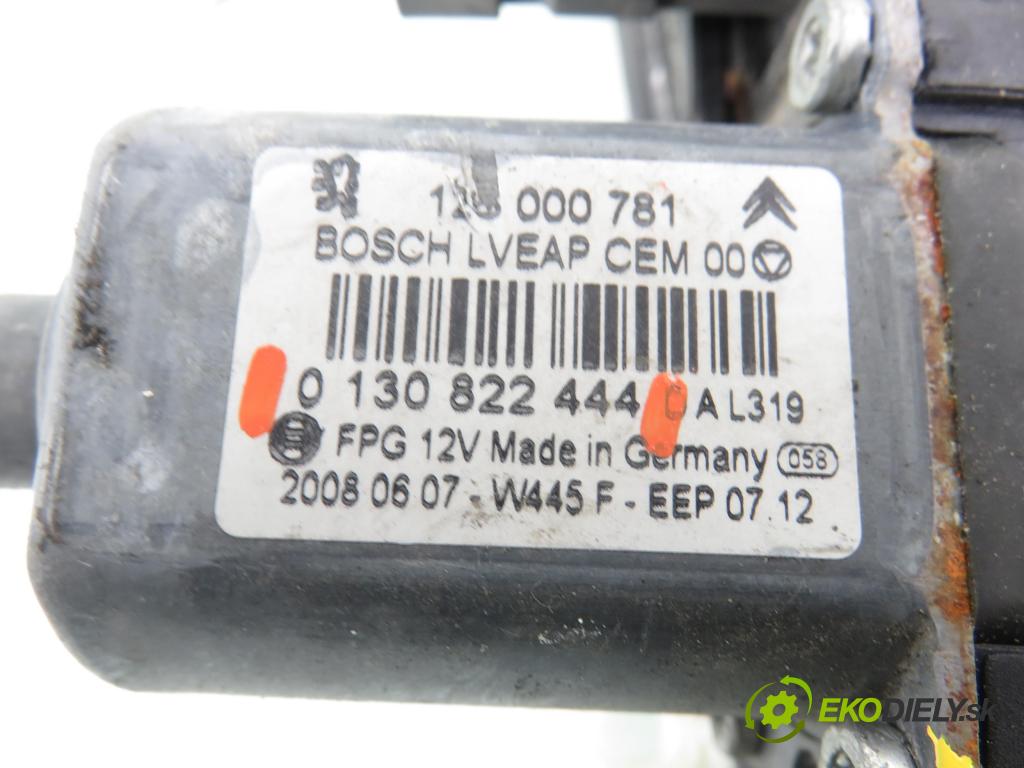 000 781
BOSCH LVEAP CEM 00
0 130 822 444 A L319
FPG 12V Made in Germany 058
2008 06 07 - W445 F - EEP 07.12
EKODIELY.sk